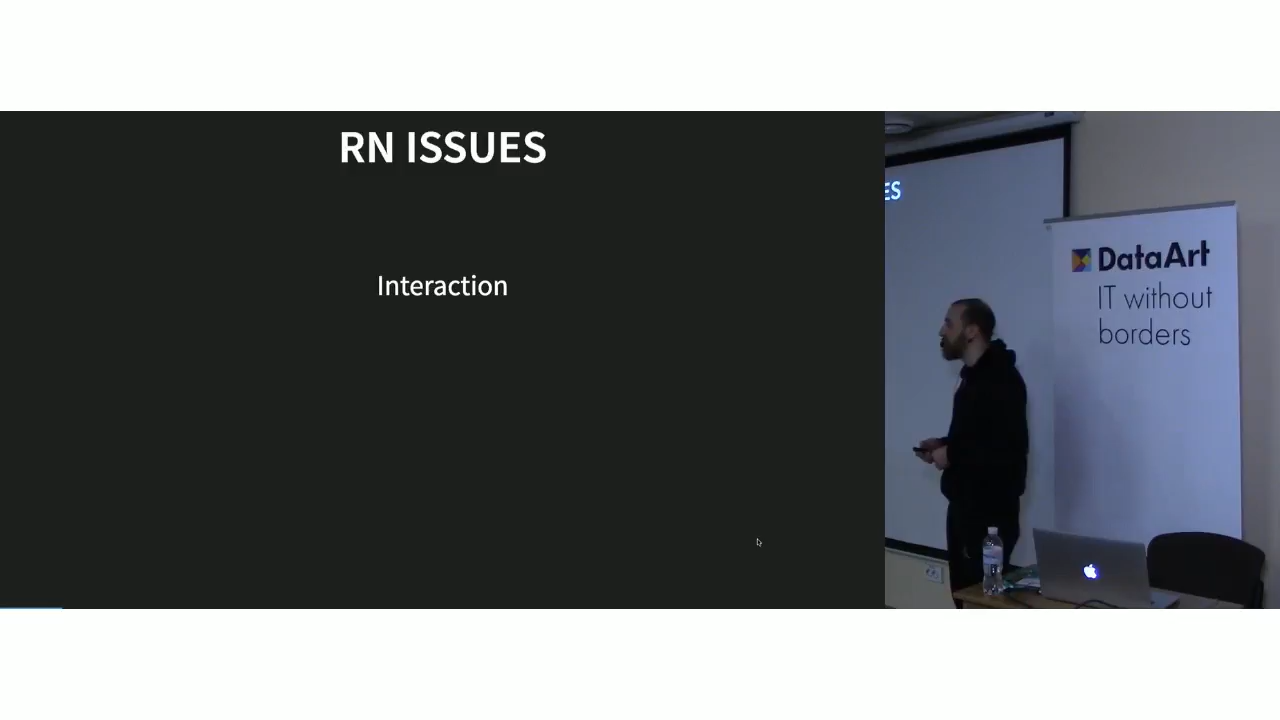 RN ISSUES
Interaction
ES
DataArt
IT without
borders